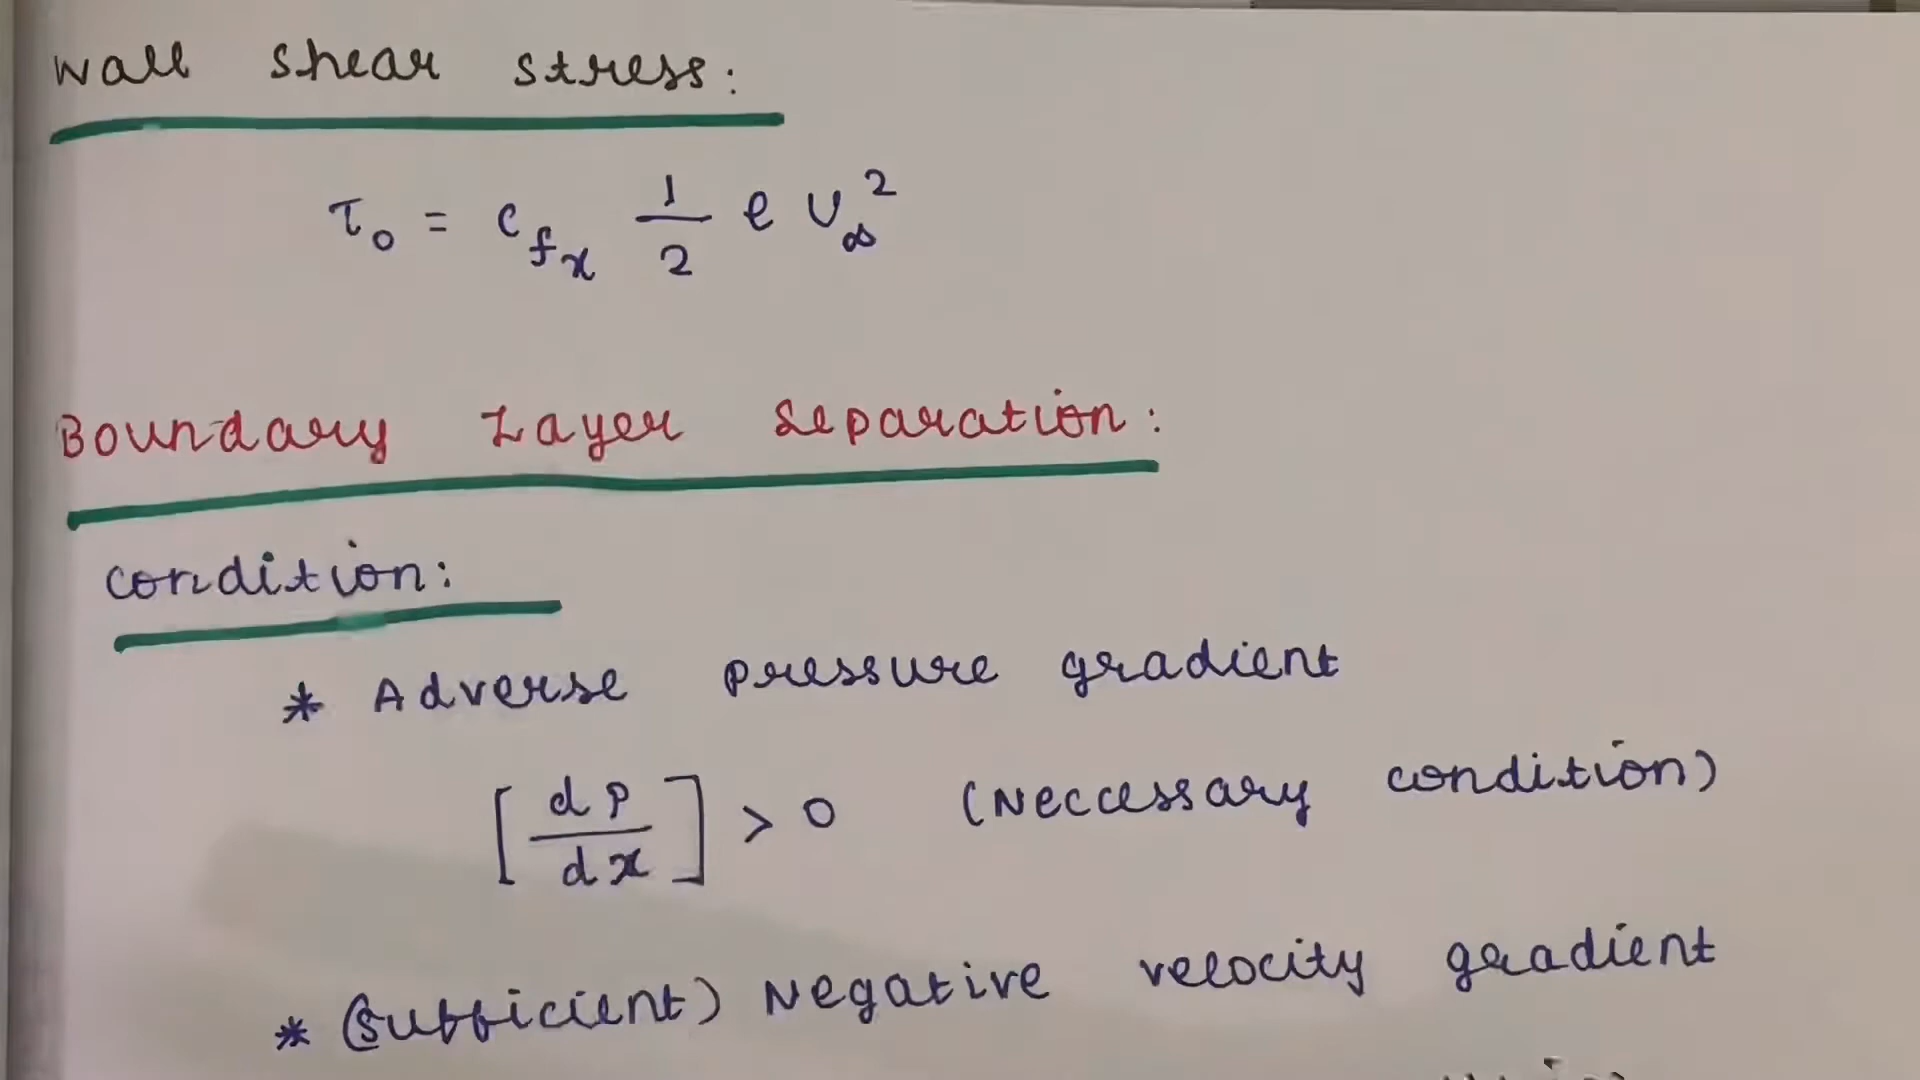 Wall shear stress:
τ₀ = C_fx 1/2 ρ U∞²
Boundary Layer Separation:
condition:
* Adverse pressure gradient
[dp/dx] > 0 (Neccessary condition)
* (Sufficient) Negative velocity gradient